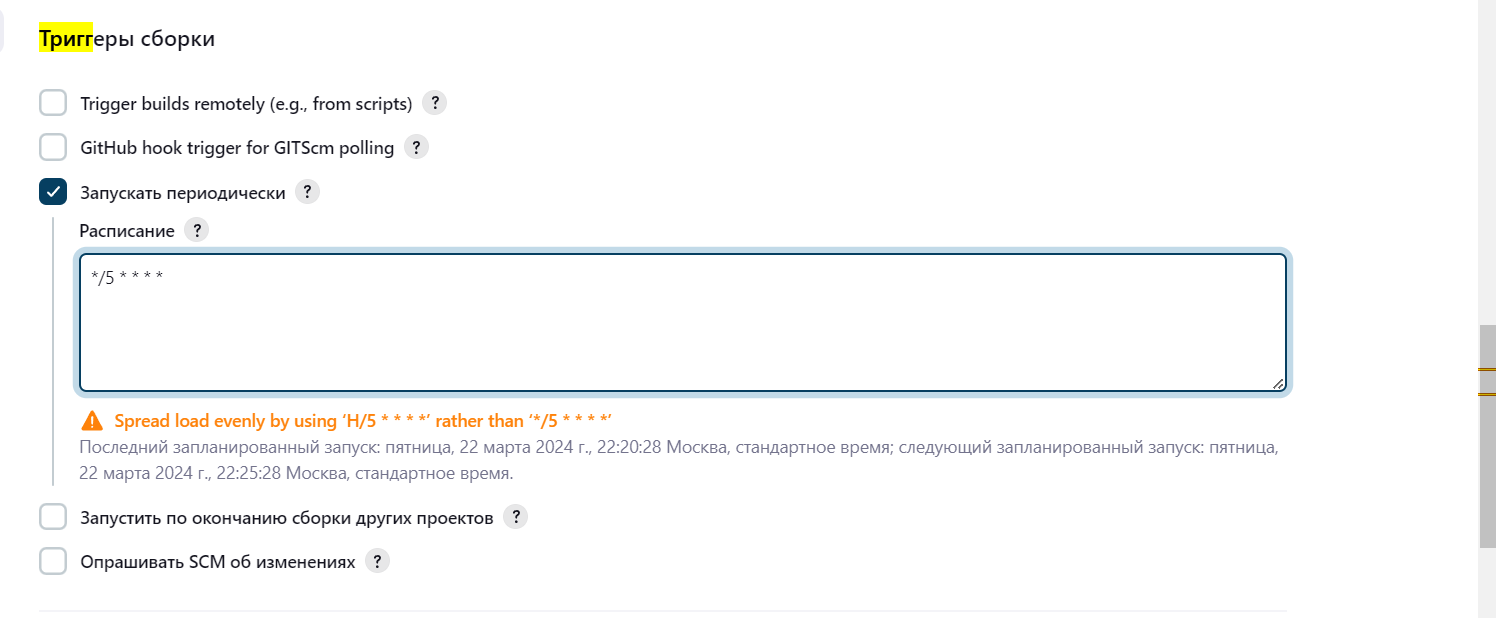 Триггеры сборки
Trigger builds remotely (e.g., from scripts) ?
GitHub hook trigger for GITScm polling ?
Запускать периодически ?
Расписание ?
*/5 * * * *
Spread load evenly by using ‘H/5 * * * *’ rather than ‘*/5 * * * *’
Последний запланированный запуск: пятница, 22 марта 2024 г., 22:20:28 Москва, стандартное время; следующий запланированный запуск: пятница,
22 марта 2024 г., 22:25:28 Москва, стандартное время.
Запустить по окончанию сборки других проектов ?
Опрашивать SCM об изменениях ?